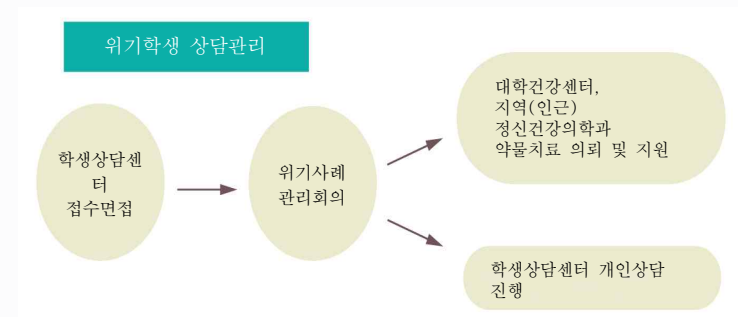 위기학생 상담관리
학생상담센
터
접수면접
위기사례
관리회의
대학건강센터,
지역(인근)
정신건강의학과
약물치료 의뢰 및 지원
학생상담센터 개인상담
진행